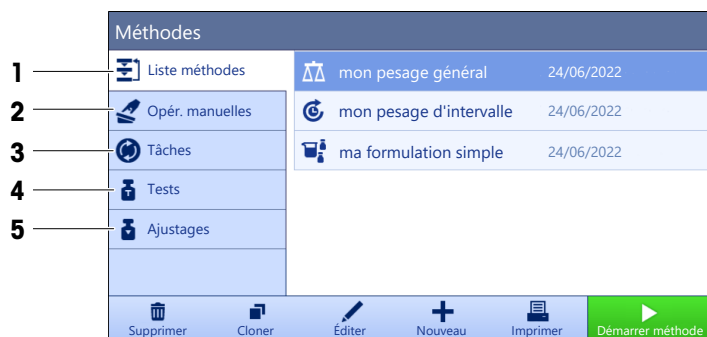 Méthodes
1 Liste méthodes
2 Opér. manuelles
3 Tâches
4 Tests
5 Ajustages
mon pesage général 24/06/2022
mon pesage d'intervalle 24/06/2022
ma formulation simple 24/06/2022
Supprimer Cloner Éditer Nouveau Imprimer Démarrer méthode